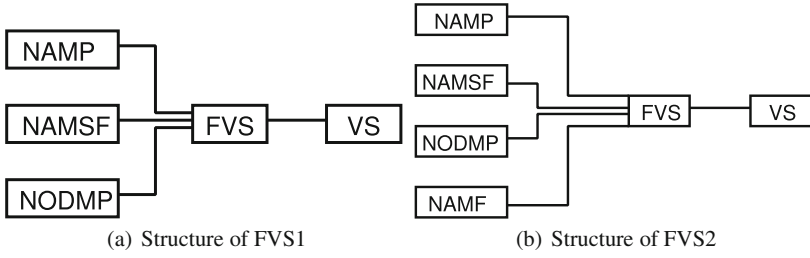 NAMP
NAMSF
NODMP
FVS
VS
(a) Structure of FVS1
NAMP
NAMSF
NODMP
NAMF
FVS
VS
(b) Structure of FVS2